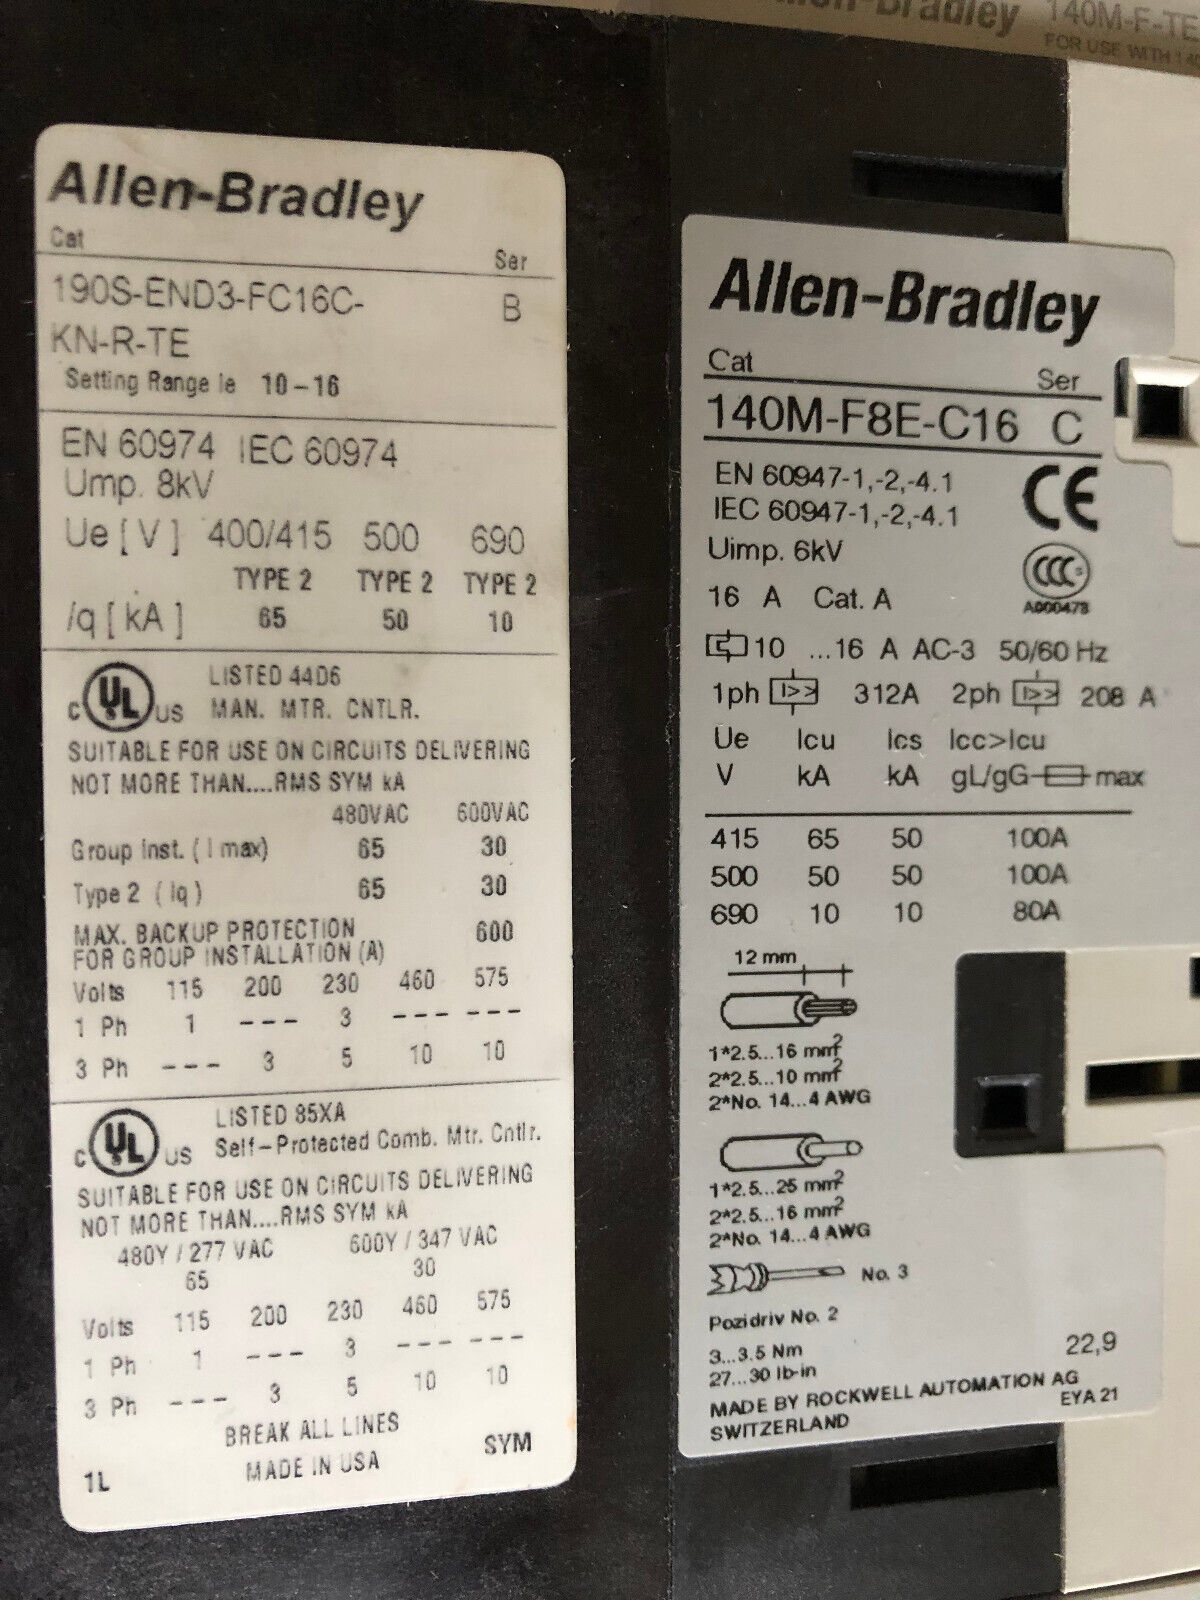 Allen-Bradley 140M-F-TE
FOR USE WITH 140
Allen-Bradley
Cat Ser
190S-END3-FC16C- B
KN-R-TE
Setting Range Ie 10-16
EN 60974 IEC 60974
Ump. 8kV
Ue [ V ] 400/415 500 690
TYPE 2 TYPE 2 TYPE 2
Iq [ kA ] 65 50 10
c UL US LISTED 44D6
MAN. MTR. CNTLR.
SUITABLE FOR USE ON CIRCUITS DELIVERING
NOT MORE THAN....RMS SYM kA
480VAC 600VAC
Group Inst. ( I max) 65 30
Type 2 ( Iq ) 65 30
MAX. BACKUP PROTECTION 600
FOR GROUP INSTALLATION (A)
Volts 115 200 230 460 575
1 Ph 1 --- 3 --- ---
3 Ph --- 3 5 10 10
c UL US LISTED 85XA
Self-Protected Comb. Mtr. Cntlr.
SUITABLE FOR USE ON CIRCUITS DELIVERING
NOT MORE THAN....RMS SYM kA
480Y / 277 VAC 600Y / 347 VAC
65 30
Volts 115 200 230 460 575
1 Ph 1 --- 3 --- ---
3 Ph --- 3 5 10 10
BREAK ALL LINES
1L MADE IN USA SYM
Allen-Bradley
Cat Ser
140M-F8E-C16 C
EN 60947-1,-2,-4.1
IEC 60947-1,-2,-4.1 CE
Uimp. 6kV
16 A Cat. A CCC S
A000473
10 ...16 A AC-3 50/60 Hz
1ph I>> 312A 2ph I>> 208 A
Ue Icu Ics Icc>Icu
V kA kA gL/gG max
415 65 50 100A
500 50 50 100A
690 10 10 80A
12 mm
1*2.5...16 mm²
2*2.5...10 mm²
2*No. 14...4 AWG
1*2.5...25 mm²
2*2.5...16 mm²
2*No. 14...4 AWG
No. 3
Pozidriv No. 2
3...3.5 Nm 22,9
27...30 lb-in
MADE BY ROCKWELL AUTOMATION AG
SWITZERLAND EYA 21